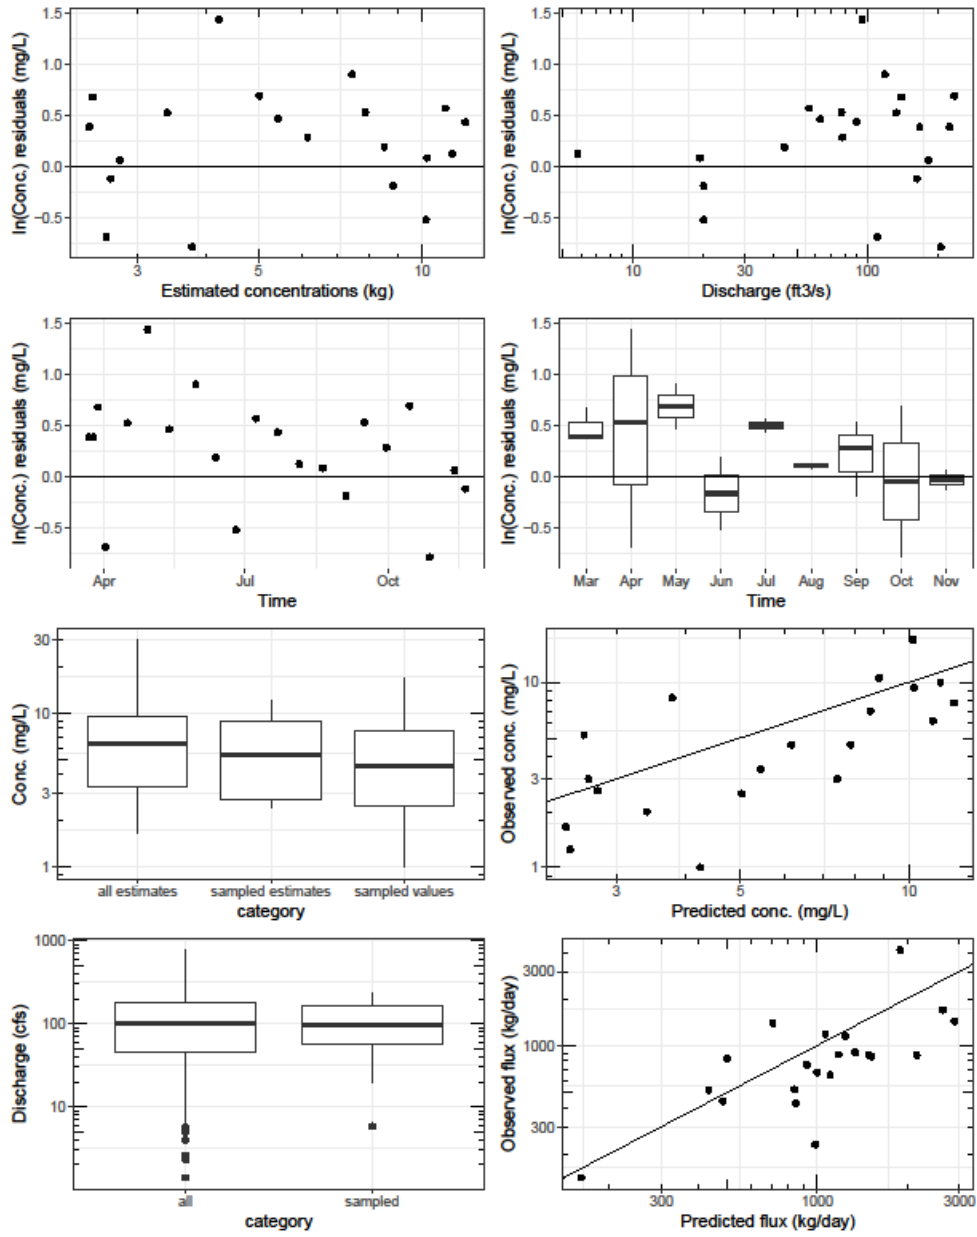 ln(Conc.) residuals (mg/L)
1.5
1.0
0.5
0.0
−0.5
3
5
10
Estimated concentrations (kg)
ln(Conc.) residuals (mg/L)
1.5
1.0
0.5
0.0
−0.5
10
30
100
Discharge (ft3/s)
ln(Conc.) residuals (mg/L)
1.5
1.0
0.5
0.0
−0.5
Apr
Jul
Oct
Time
ln(Conc.) residuals (mg/L)
1.5
1.0
0.5
0.0
−0.5
Mar Apr May Jun Jul Aug Sep Oct Nov
Time
Conc. (mg/L)
30
10
3
1
all estimates
sampled estimates
sampled values
category
Observed conc. (mg/L)
10
3
1
3
5
10
Predicted conc. (mg/L)
Discharge (cfs)
1000
100
10
all
sampled
category
Observed flux (kg/day)
3000
1000
300
300
1000
3000
Predicted flux (kg/day)